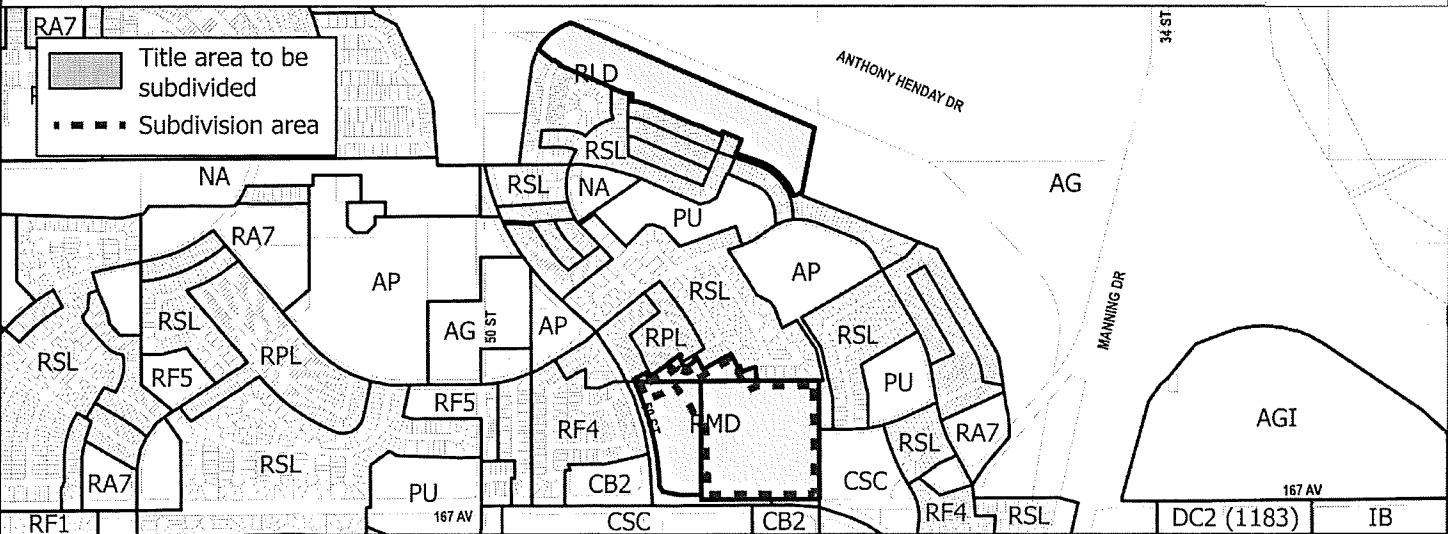 RA7
Title area to be
subdivided
Subdivision area
34 ST
ANTHONY HENDAY DR
RLD
RSL
NA
RSL
NA
AG
PU
RA7
AP
AP
RSL
RSL
AG
50 ST
AP
RPL
RSL
MANNING DR
RSL
RPL
RF5
PU
RF5
RMD
50 ST
RF4
AGI
RSL
RSL
RA7
RA7
PU
CB2
CSC
167 AV
167 AV
RF1
CSC
CB2
RF4
RSL
DC2 (1183)
IB